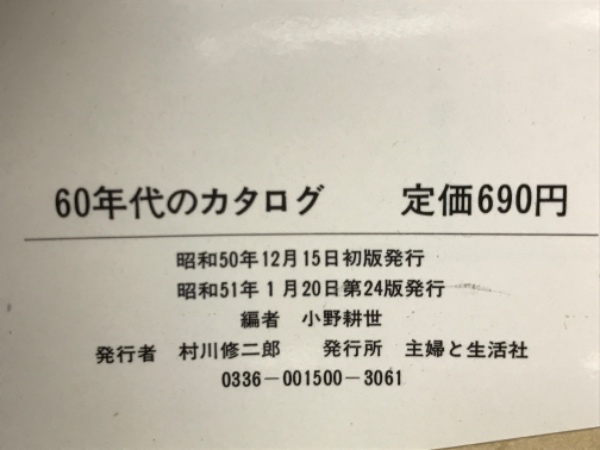 60年代のカタログ　　定価690円
昭和50年12月15日初版発行
昭和51年 1 月20日第24版発行
編者　小野耕世
発行者　村川修二郎　　発行所　主婦と生活社
0336－001500－3061